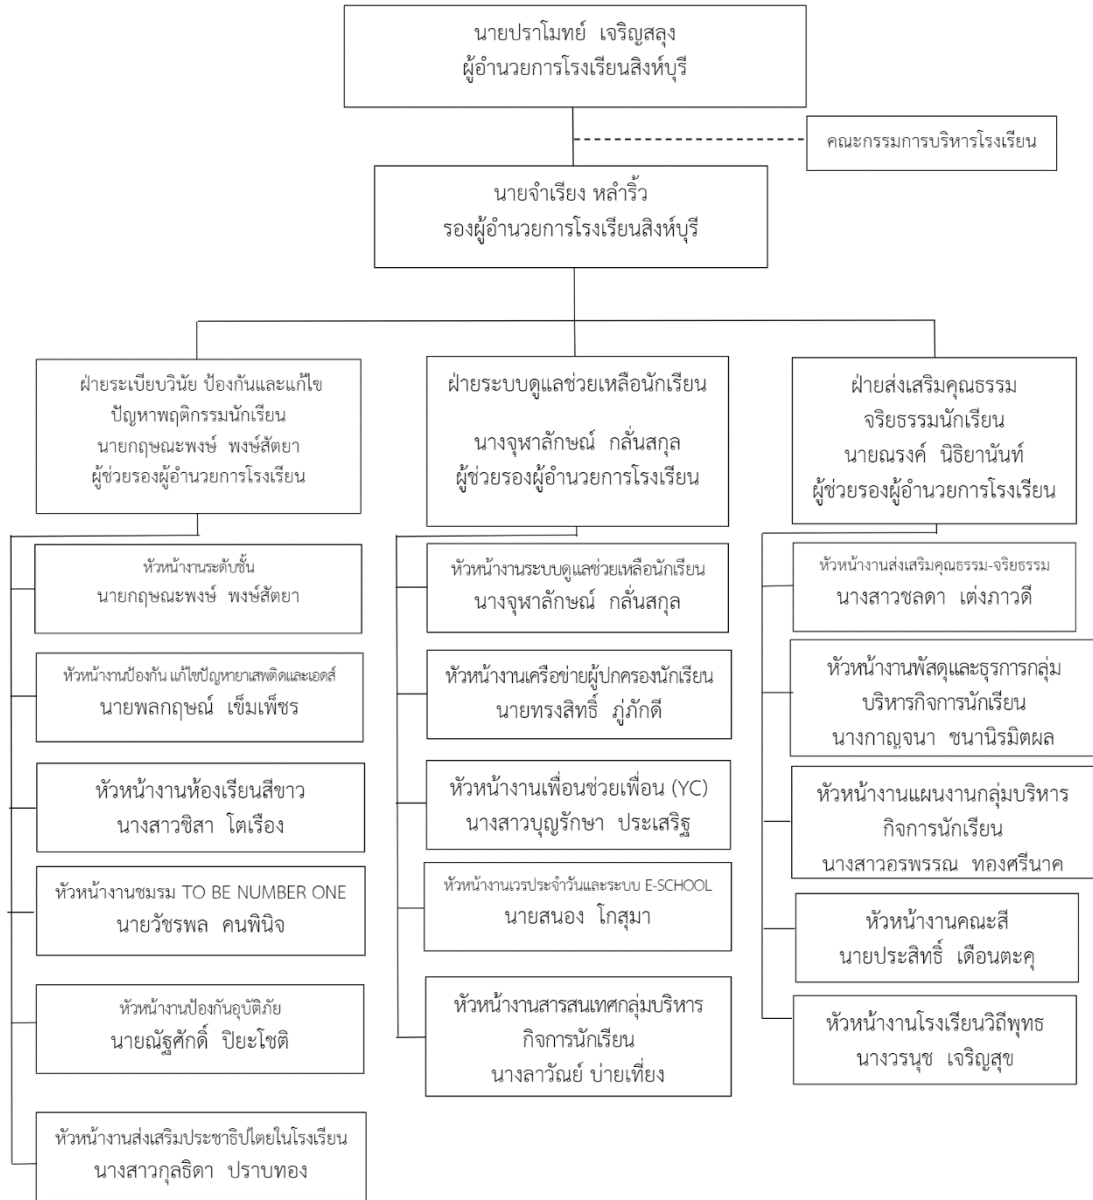 นายปราโมทย์ เจริญสลุง
ผู้อำนวยการโรงเรียนสิงห์บุรี
คณะกรรมการบริหารโรงเรียน
นายจำเรียง หลำริ้ว
รองผู้อำนวยการโรงเรียนสิงห์บุรี
ฝ่ายระเบียบวินัย ป้องกันและแก้ไข
ปัญหาพฤติกรรมนักเรียน
นายกฤษณะพงษ์ พงษ์สัตยา
ผู้ช่วยรองผู้อำนวยการโรงเรียน
หัวหน้างานระดับชั้น
นายกฤษณะพงษ์ พงษ์สัตยา
หัวหน้างานป้องกัน แก้ไขปัญหายาเสพติดและเอดส์
นายพลกฤษณ์ เข็มเพ็ชร
หัวหน้างานห้องเรียนสีขาว
นางสาวชิสา โตเรือง
หัวหน้างานชมรม TO BE NUMBER ONE
นายวัชรพล คนพินิจ
หัวหน้างานป้องกันอุบัติภัย
นายณัฐศักดิ์ ปิยะโชติ
หัวหน้างานส่งเสริมประชาธิปไตยในโรงเรียน
นางสาวกุลธิดา ปราบทอง
ฝ่ายระบบดูแลช่วยเหลือนักเรียน
นางจุฬาลักษณ์ กลั่นสกุล
ผู้ช่วยรองผู้อำนวยการโรงเรียน
หัวหน้างานระบบดูแลช่วยเหลือนักเรียน
นางจุฬาลักษณ์ กลั่นสกุล
หัวหน้างานเครือข่ายผู้ปกครองนักเรียน
นายทรงสิทธิ์ ภู่ภักดี
หัวหน้างานเพื่อนช่วยเพื่อน (YC)
นางสาวบุญรักษา ประเสริฐ
หัวหน้างานเวรประจำวันและระบบ E-SCHOOL
นายสนอง โกสุมา
หัวหน้างานสารสนเทศกลุ่มบริหาร
กิจการนักเรียน
นางลาวัณย์ บ่ายเที่ยง
ฝ่ายส่งเสริมคุณธรรม
จริยธรรมนักเรียน
นายณรงค์ นิธิยานันท์
ผู้ช่วยรองผู้อำนวยการโรงเรียน
หัวหน้างานส่งเสริมคุณธรรม-จริยธรรม
นางสาวชลดา เต่งภาวดี
หัวหน้างานพัสดุและธุรการกลุ่ม
บริหารกิจการนักเรียน
นางกาญจนา ชนานิรมิตผล
หัวหน้างานแผนงานกลุ่มบริหาร
กิจการนักเรียน
นางสาวอรพรรณ ทองศรีนาค
หัวหน้างานคณะสี
นายประสิทธิ์ เดือนตะคุ
หัวหน้างานโรงเรียนวิถีพุทธ
นางวรนุช เจริญสุข